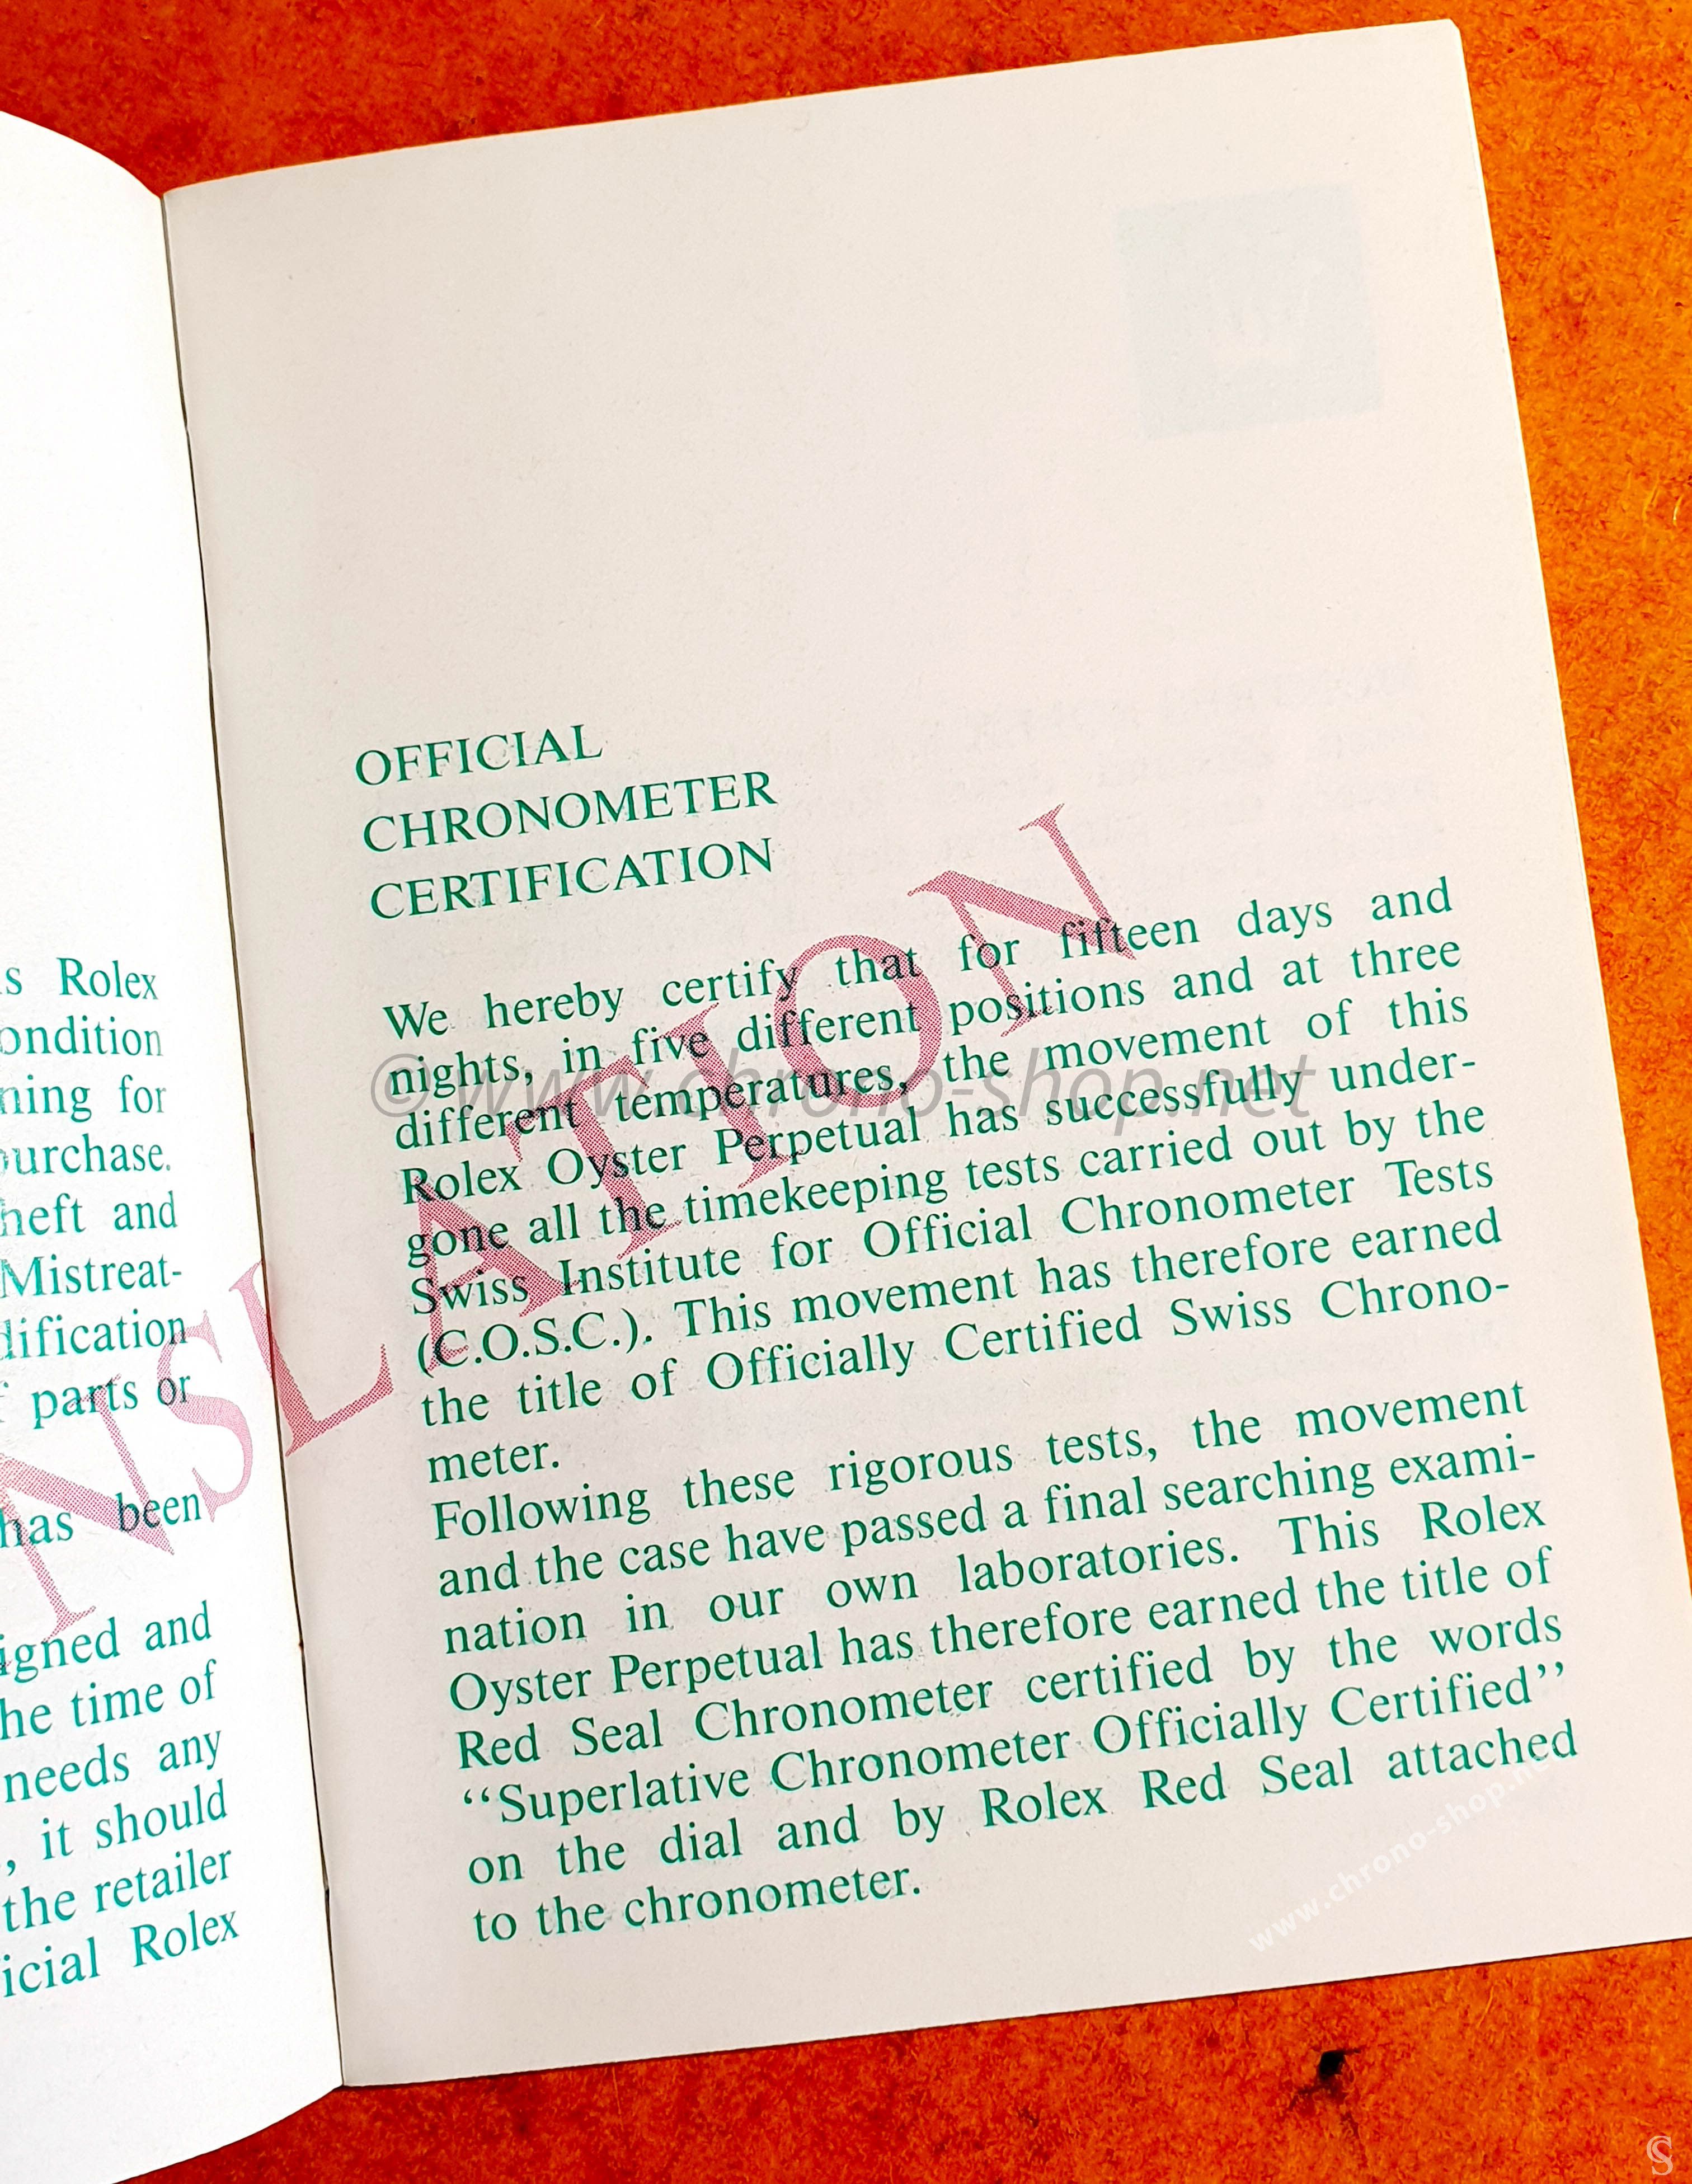 s Rolex
ondition
ning for
purchase.
heft and
Mistreat-
dification
parts or
has been
igned and
he time of
needs any
, it should
the retailer
icial Rolex
NSLATION
OFFICIAL
CHRONOMETER
CERTIFICATION
We hereby certify that for fifteen days and
nights, in five different positions and at three
different temperatures, the movement of this
Rolex Oyster Perpetual has successfully under-
gone all the timekeeping tests carried out by the
Swiss Institute for Official Chronometer Tests
(C.O.S.C.). This movement has therefore earned
the title of Officially Certified Swiss Chrono-
meter.
Following these rigorous tests, the movement
and the case have passed a final searching exami-
nation in our own laboratories. This Rolex
Oyster Perpetual has therefore earned the title of
Red Seal Chronometer certified by the words
“Superlative Chronometer Officially Certified”
on the dial and by Rolex Red Seal attached
to the chronometer.
©www.chrono-shop.net
www.chrono-shop.net